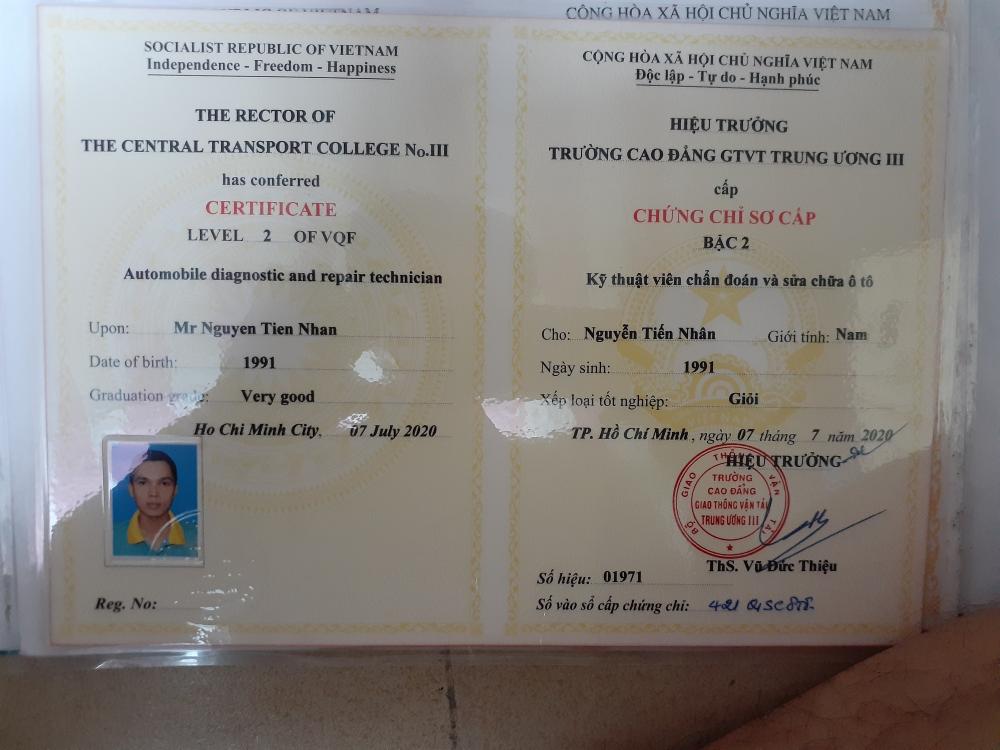 CỘNG HÒA XÃ HỘI CHỦ NGHĨA VIỆT NAM
SOCIALIST REPUBLIC OF VIETNAM
Independence - Freedom - Happiness
THE RECTOR OF
THE CENTRAL TRANSPORT COLLEGE No.III
has conferred
CERTIFICATE
LEVEL 2 OF VQF
Automobile diagnostic and repair technician
Upon: Mr Nguyen Tien Nhan
Date of birth: 1991
Graduation grade: Very good
Ho Chi Minh City, 07 July 2020
Reg. No:
CỘNG HÒA XÃ HỘI CHỦ NGHĨA VIỆT NAM
Độc lập - Tự do - Hạnh phúc
HIỆU TRƯỞNG
TRƯỜNG CAO ĐẲNG GTVT TRUNG ƯƠNG III
cấp
CHỨNG CHỈ SƠ CẤP
BẬC 2
Kỹ thuật viên chẩn đoán và sửa chữa ô tô
Cho: Nguyễn Tiến Nhân Giới tính: Nam
Ngày sinh: 1991
Xếp loại tốt nghiệp: Giỏi
TP. Hồ Chí Minh, ngày 07 tháng 7 năm 2020
HIỆU TRƯỞNG
BỘ GIAO THÔNG VẬN TẢI
TRƯỜNG
CAO ĐẲNG
GIAO THÔNG VẬN TẢI
TRUNG ƯƠNG III
ThS. Vũ Đức Thiệu
Số hiệu: 01971
Số vào sổ cấp chứng chỉ: 421